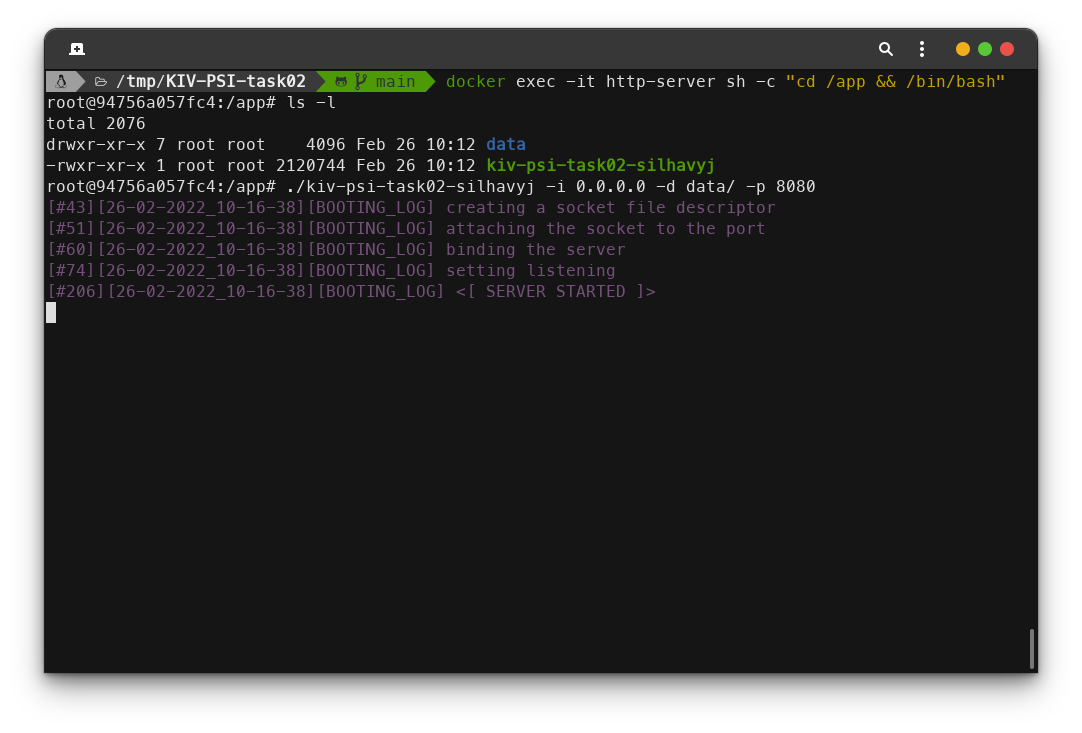 /tmp/KIV-PSI-task02 main docker exec -it http-server sh -c "cd /app && /bin/bash"
root@94756a057fc4:/app# ls -l
total 2076
drwxr-xr-x 7 root root    4096 Feb 26 10:12 data
-rwxr-xr-x 1 root root 2120744 Feb 26 10:12 kiv-psi-task02-silhavyj
root@94756a057fc4:/app# ./kiv-psi-task02-silhavyj -i 0.0.0.0 -d data/ -p 8080
[#43][26-02-2022_10-16-38][BOOTING_LOG] creating a socket file descriptor
[#51][26-02-2022_10-16-38][BOOTING_LOG] attaching the socket to the port
[#60][26-02-2022_10-16-38][BOOTING_LOG] binding the server
[#74][26-02-2022_10-16-38][BOOTING_LOG] setting listening
[#206][26-02-2022_10-16-38][BOOTING_LOG] <[ SERVER STARTED ]>